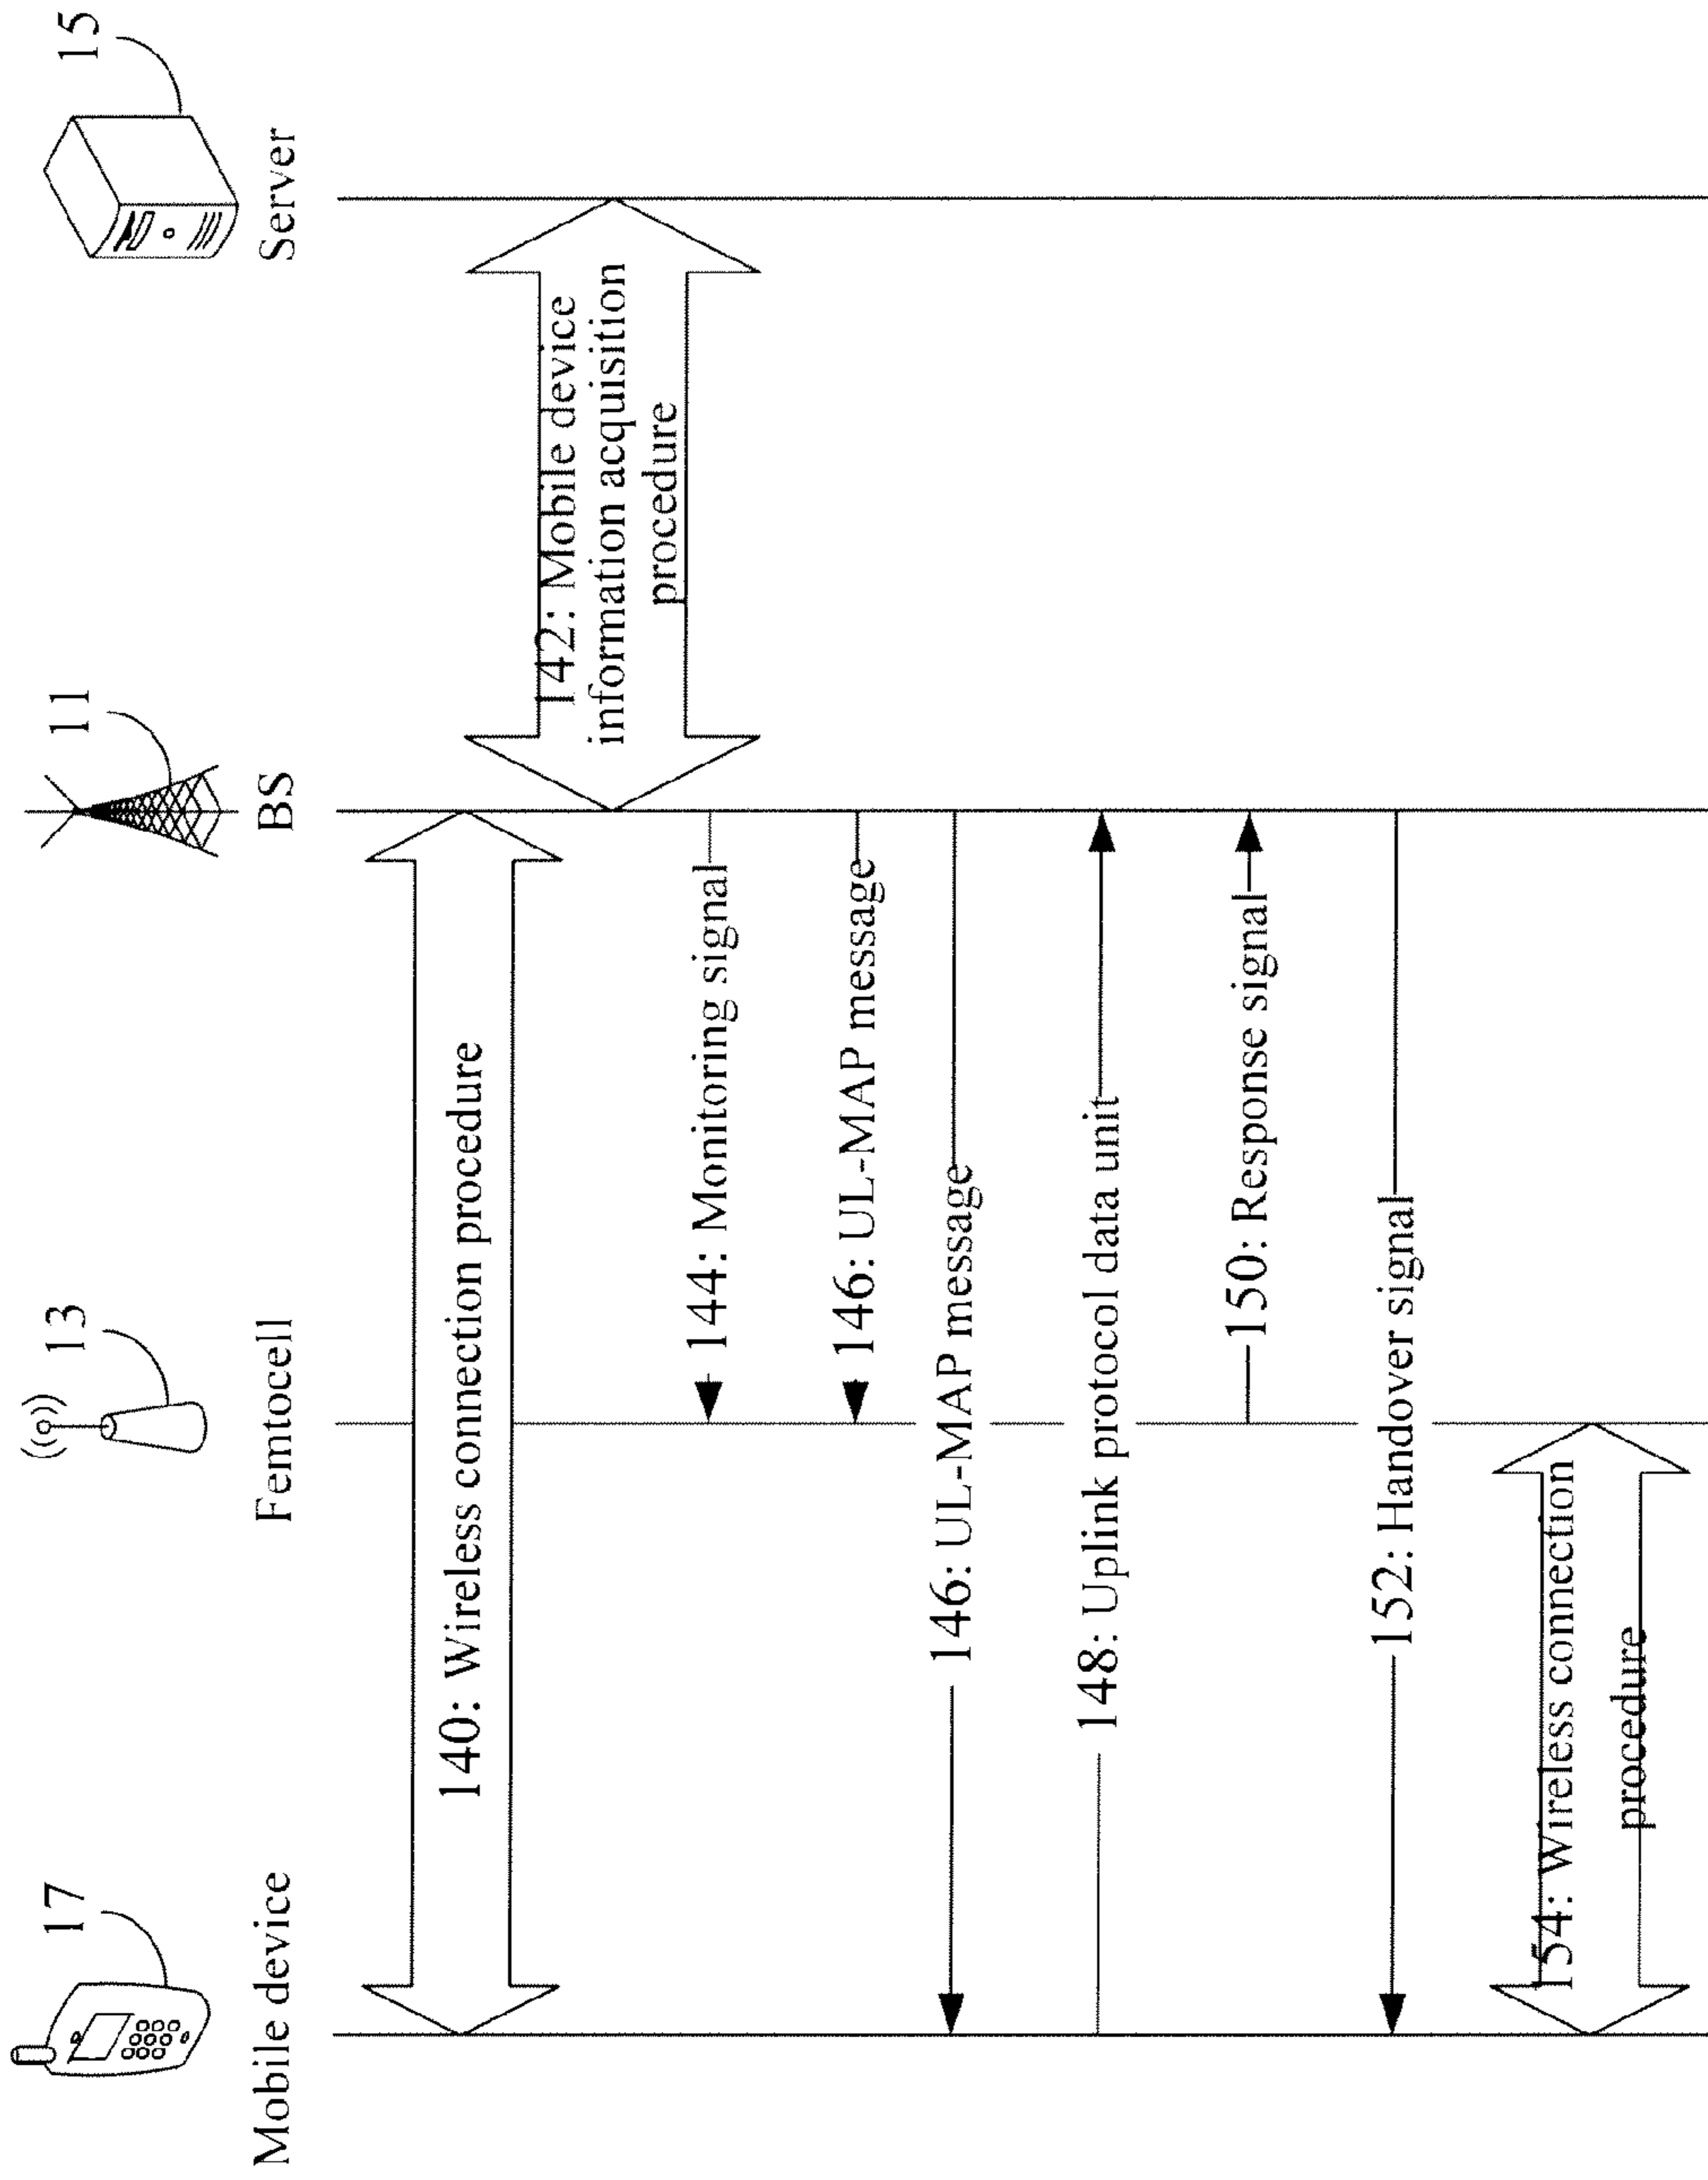 17
13
11
15
Mobile device
Femtocell
BS
Server
140: Wireless connection procedure
142: Mobile device
information acquisition
procedure
144: Monitoring signal
146: UL-MAP message
146: UL-MAP message
148: Uplink protocol data unit
150: Response signal
152: Handover signal
154: Wireless connection
procedure